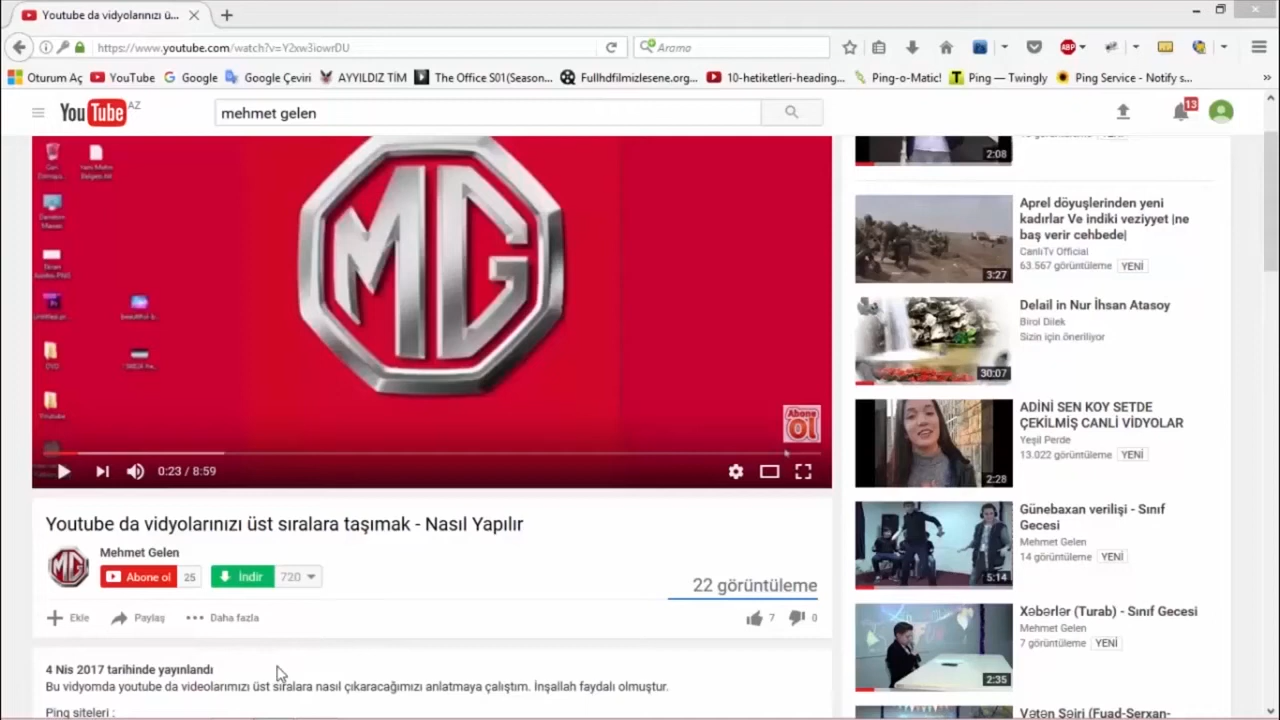 Youtube da vidyolarınızı ü...
https://www.youtube.com/watch?v=Y2xw3iowrDU
Arama
ABP
Oturum Aç YouTube Google Google Çeviri AYYILDIZ TİM The Office S01(Season... Fullhdfilmizlesene.org... 10-hetiketleri-heading... Ping-o-Matic! Ping — Twingly Ping Service - Notify s...
YouTube AZ
mehmet gelen
13
2:08
MG
Abone Ol
0:23 / 8:59
Youtube da vidyolarınızı üst sıralara taşımak - Nasıl Yapılır
Mehmet Gelen
Abone ol 25 İndir 720
22 görüntüleme
Ekle Paylaş Daha fazla
7 0
4 Nis 2017 tarihinde yayınlandı
Bu vidyomda youtube da videolarımızı üst sıralara nasıl çıkaracağımızı anlatmaya çalıştım. İnşallah faydalı olmuştur.
Ping siteleri :
Aprel döyuşlerinden yeni
kadırlar Ve indiki veziyyet |ne
baş verir cehbede|
CanlıTv Official
63.567 görüntüleme YENİ
3:27
Delail in Nur İhsan Atasoy
Birol Dilek
Sizin için öneriliyor
30:07
ADİNİ SEN KOY SETDE
ÇEKİLMİŞ CANLİ VİDYOLAR
Yeşil Perde
13.022 görüntüleme YENİ
2:28
Günebaxan verilişi - Sınıf
Gecesi
Mehmet Gelen
14 görüntüleme YENİ
5:14
Xəbərlər (Turab) - Sınıf Gecesi
Mehmet Gelen
7 görüntüleme YENİ
2:35
Vətən Şeiri (Fuad-Serxan-